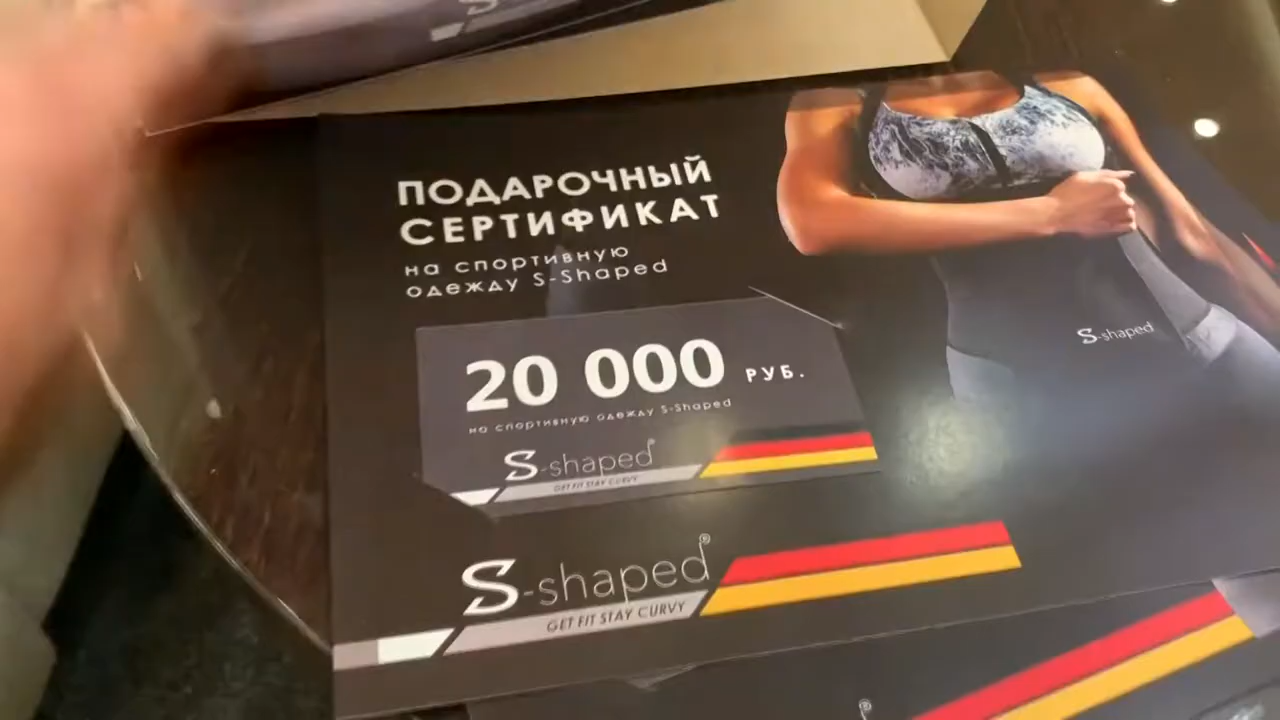 ПОДАРОЧНЫЙ
СЕРТИФИКАТ
на спортивную
одежду S-Shaped
20 000 РУБ.
на спортивную одежду S-Shaped
S-shaped®
GET FIT STAY CURVY
S-shaped
S-shaped®
GET FIT STAY CURVY